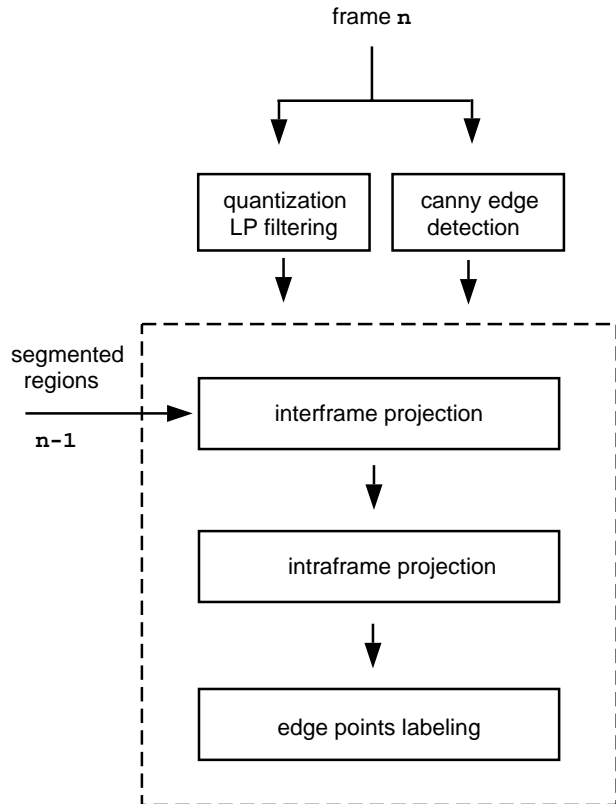 frame n
quantization
LP filtering
canny edge
detection
segmented
regions
n-1
interframe projection
intraframe projection
edge points labeling